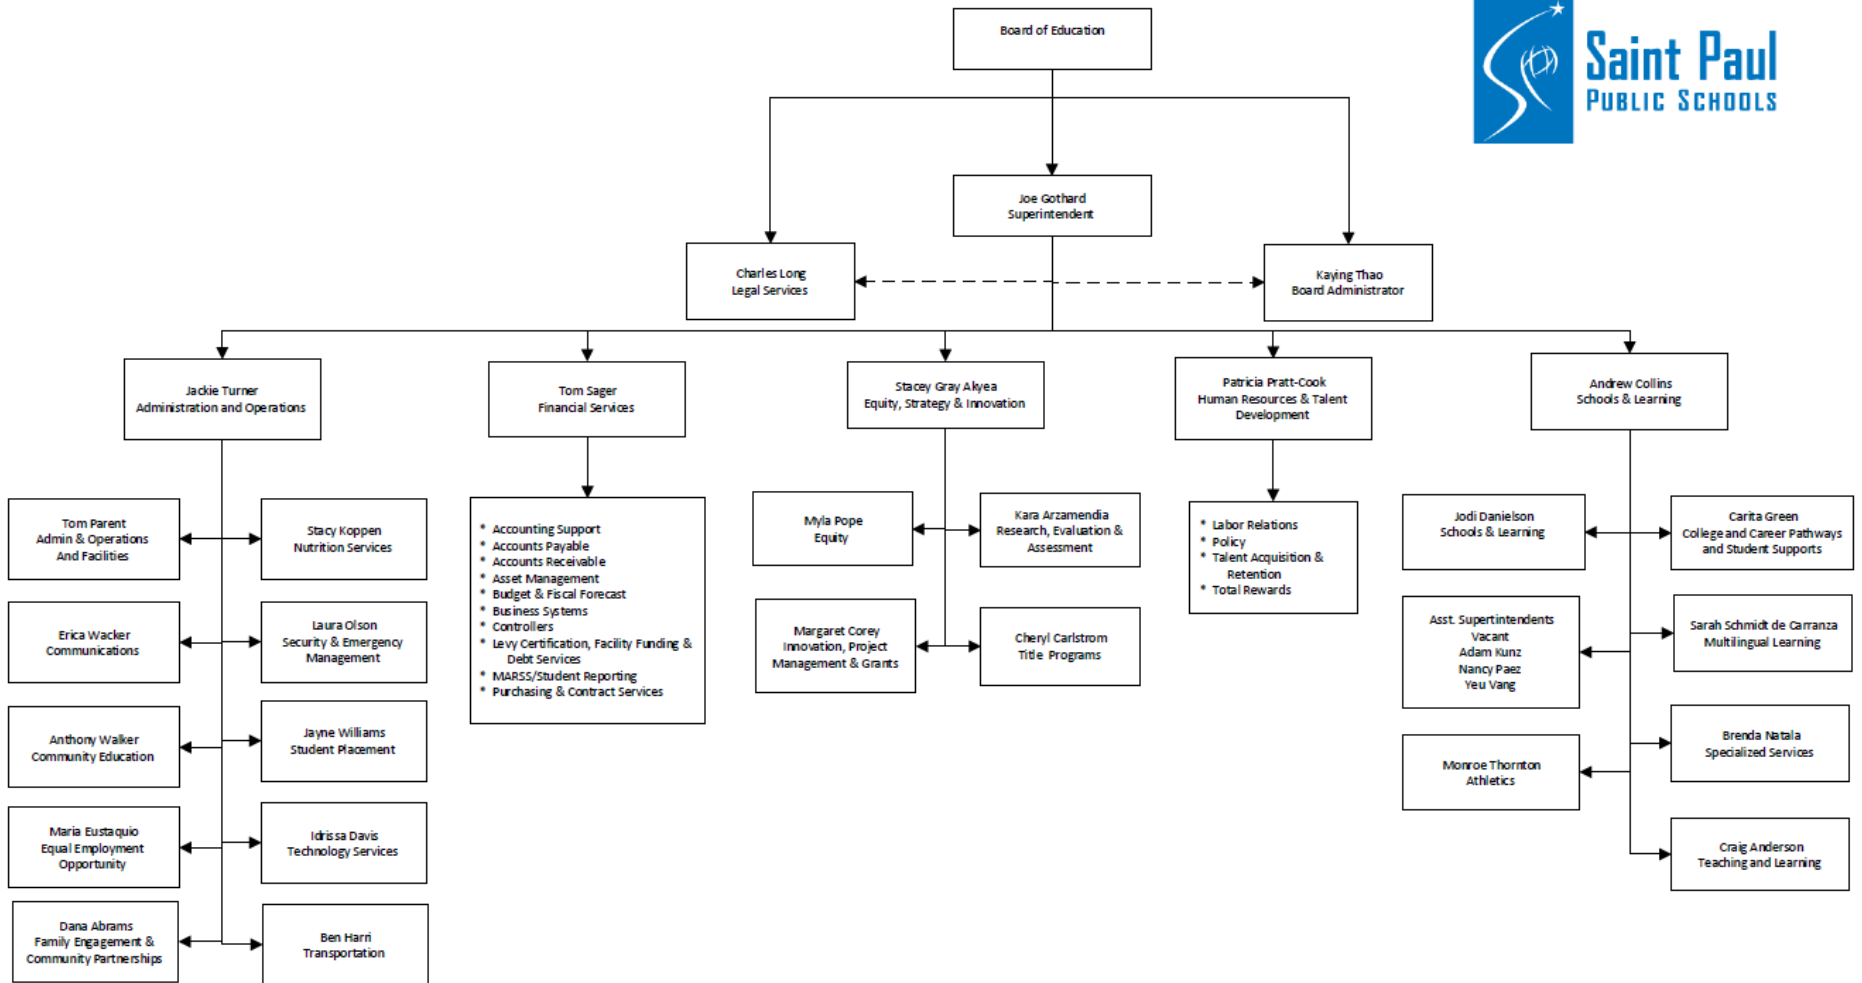 Board of Education
Saint Paul
PUBLIC SCHOOLS
Joe Gothard
Superintendent
Charles Long
Legal Services
Kaying Thao
Board Administrator
Jackie Turner
Administration and Operations
Tom Sager
Financial Services
Stacey Gray Akyea
Equity, Strategy & Innovation
Patricia Pratt-Cook
Human Resources & Talent
Development
Andrew Collins
Schools & Learning
Tom Parent
Admin & Operations
And Facilities
Stacy Koppen
Nutrition Services
Erica Wacker
Communications
Laura Olson
Security & Emergency
Management
Anthony Walker
Community Education
Jayne Williams
Student Placement
Maria Eustaquio
Equal Employment
Opportunity
Idrissa Davis
Technology Services
Dana Abrams
Family Engagement &
Community Partnerships
Ben Harri
Transportation
* Accounting Support
* Accounts Payable
* Accounts Receivable
* Asset Management
* Budget & Fiscal Forecast
* Business Systems
* Controllers
* Levy Certification, Facility Funding &
Debt Services
* MARSS/Student Reporting
* Purchasing & Contract Services
Myla Pope
Equity
Kara Arzamendia
Research, Evaluation &
Assessment
Margaret Corey
Innovation, Project
Management & Grants
Cheryl Carlstrom
Title Programs
* Labor Relations
* Policy
* Talent Acquisition &
Retention
* Total Rewards
Jodi Danielson
Schools & Learning
Carita Green
College and Career Pathways
and Student Supports
Asst. Supertintendents
Vacant
Adam Kunz
Nancy Paez
Yeu Vang
Sarah Schmidt de Carranza
Multilingual Learning
Monroe Thornton
Athletics
Brenda Natala
Specialized Services
Craig Anderson
Teaching and Learning